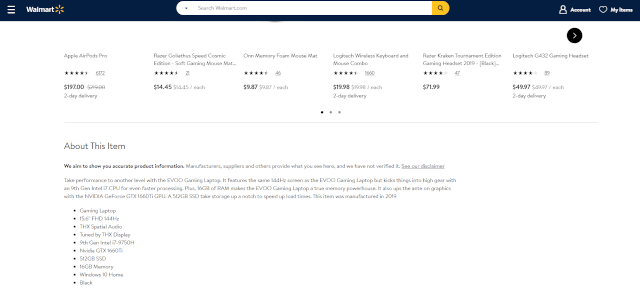 Walmart
Search Walmart.com
Account
My Items
Apple AirPods Pro
$197.00 $219.00
2-day delivery
Razer Goliathus Speed Cosmic
Edition - Soft Gaming Mouse Mat...
21
$14.45 $14.45 / each
Onn Memory Foam Mouse Mat
46
$9.87 $9.87 / each
Logitech Wireless Keyboard and
Mouse Combo
1660
$19.98 $19.98 / each
2-day delivery
Razer Kraken Tournament Edition
Gaming Headset 2019 - [Black]...
47
$71.99
Logitech G432 Gaming Headset
89
$49.97 $49.97 / each
2-day delivery
About This Item
We aim to show you accurate product information. Manufacturers, suppliers and others provide what you see here, and we have not verified it. See our disclaimer
Take performance to another level with the EVOO Gaming Laptop. It features the same 144Hz screen as the EVOO Gaming Laptop but kicks things into high gear with
an 9th Gen Intel i7 CPU for even faster processing. Plus, 16GB of RAM makes the EVOO Gaming Laptop a true memory powerhouse. It also ups the ante on graphics
with the NVIDIA GeForce GTX 1660Ti GPU. A 512GB SSD take storage up a notch to speed up load times. This item was manufactured in 2019
Gaming Laptop
15.6" FHD 144Hz
THX Spatial Audio
Tuned by THX Display
9th Gen Intel i7-9750H
Nvidia GTX 1660Ti
512GB SSD
16GB Memory
Windows 10 Home
Black